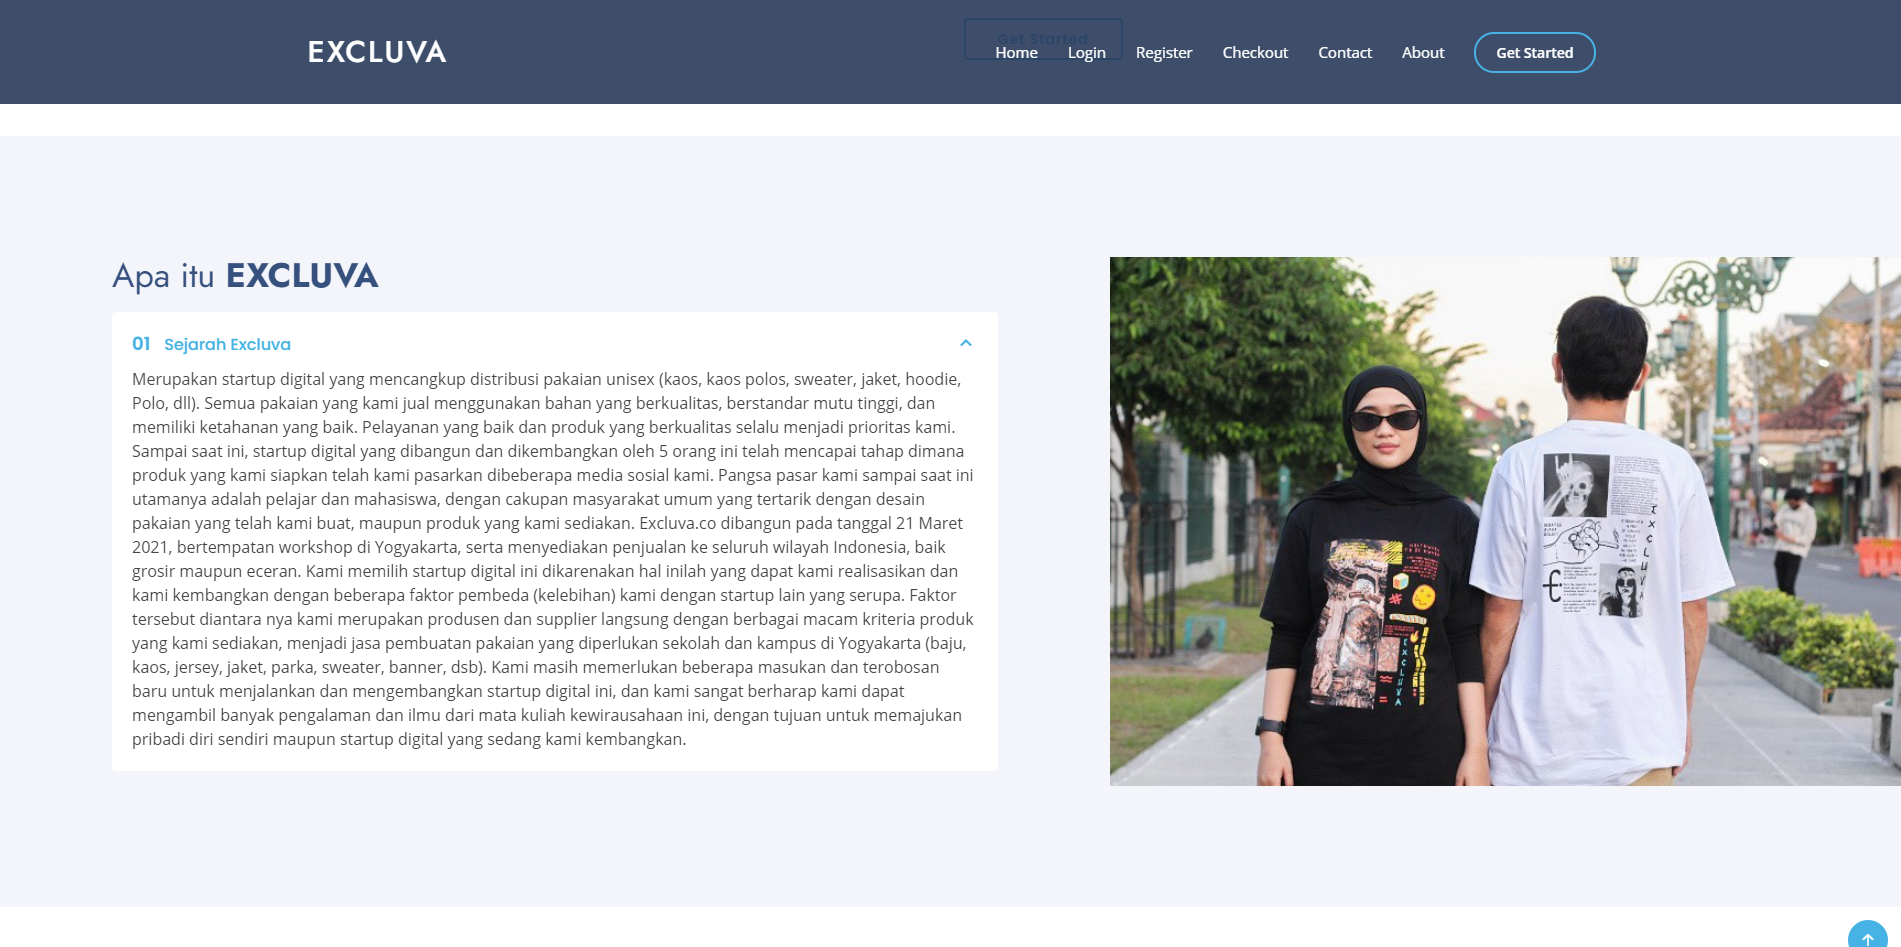 EXCLUVA
Get Started
Home Login Register Checkout Contact About Get Started
Apa itu EXCLUVA
01 Sejarah Excluva
Merupakan startup digital yang mencangkup distribusi pakaian unisex (kaos, kaos polos, sweater, jaket, hoodie,
Polo, dll). Semua pakaian yang kami jual menggunakan bahan yang berkualitas, berstandar mutu tinggi, dan
memiliki ketahanan yang baik. Pelayanan yang baik dan produk yang berkualitas selalu menjadi prioritas kami.
Sampai saat ini, startup digital yang dibangun dan dikembangkan oleh 5 orang ini telah mencapai tahap dimana
produk yang kami siapkan telah kami pasarkan dibeberapa media sosial kami. Pangsa pasar kami sampai saat ini
utamanya adalah pelajar dan mahasiswa, dengan cakupan masyarakat umum yang tertarik dengan desain
pakaian yang telah kami buat, maupun produk yang kami sediakan. Excluva.co dibangun pada tanggal 21 Maret
2021, bertempatan workshop di Yogyakarta, serta menyediakan penjualan ke seluruh wilayah Indonesia, baik
grosir maupun eceran. Kami memilih startup digital ini dikarenakan hal inilah yang dapat kami realisasikan dan
kami kembangkan dengan beberapa faktor pembeda (kelebihan) kami dengan startup lain yang serupa. Faktor
tersebut diantara nya kami merupakan produsen dan supplier langsung dengan berbagai macam kriteria produk
yang kami sediakan, menjadi jasa pembuatan pakaian yang diperlukan sekolah dan kampus di Yogyakarta (baju,
kaos, jersey, jaket, parka, sweater, banner, dsb). Kami masih memerlukan beberapa masukan dan terobosan
baru untuk menjalankan dan mengembangkan startup digital ini, dan kami sangat berharap kami dapat
mengambil banyak pengalaman dan ilmu dari mata kuliah kewirausahaan ini, dengan tujuan untuk memajukan
pribadi diri sendiri maupun startup digital yang sedang kami kembangkan.
EXCLUVA
EXCLUVA